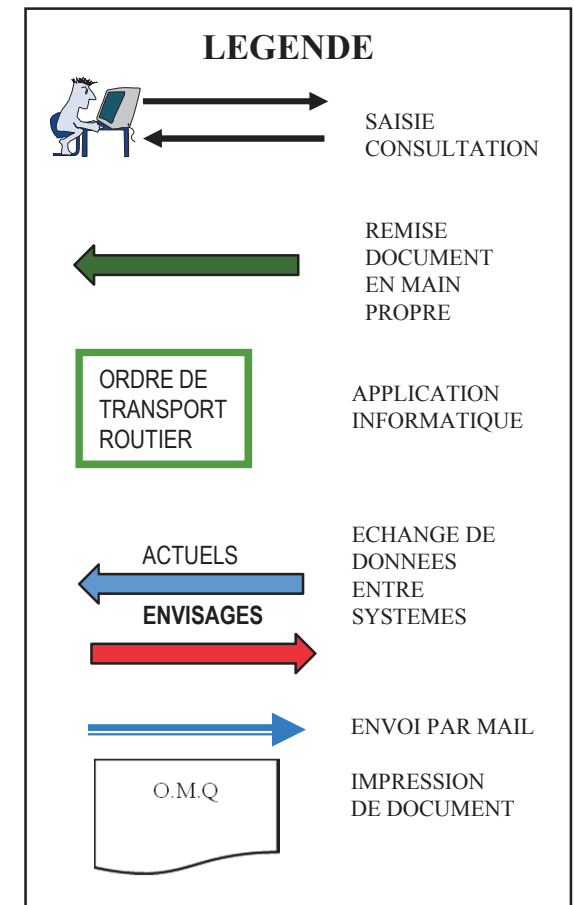 LEGENDE
SAISIE
CONSULTATION
REMISE
DOCUMENT
EN MAIN
PROPRE
ORDRE DE
TRANSPORT
ROUTIER
APPLICATION
INFORMATIQUE
ACTUELS
ENVISAGES
ECHANGE DE
DONNEES
ENTRE
SYSTEMES
ENVOI PAR MAIL
O.M.Q
IMPRESSION
DE DOCUMENT